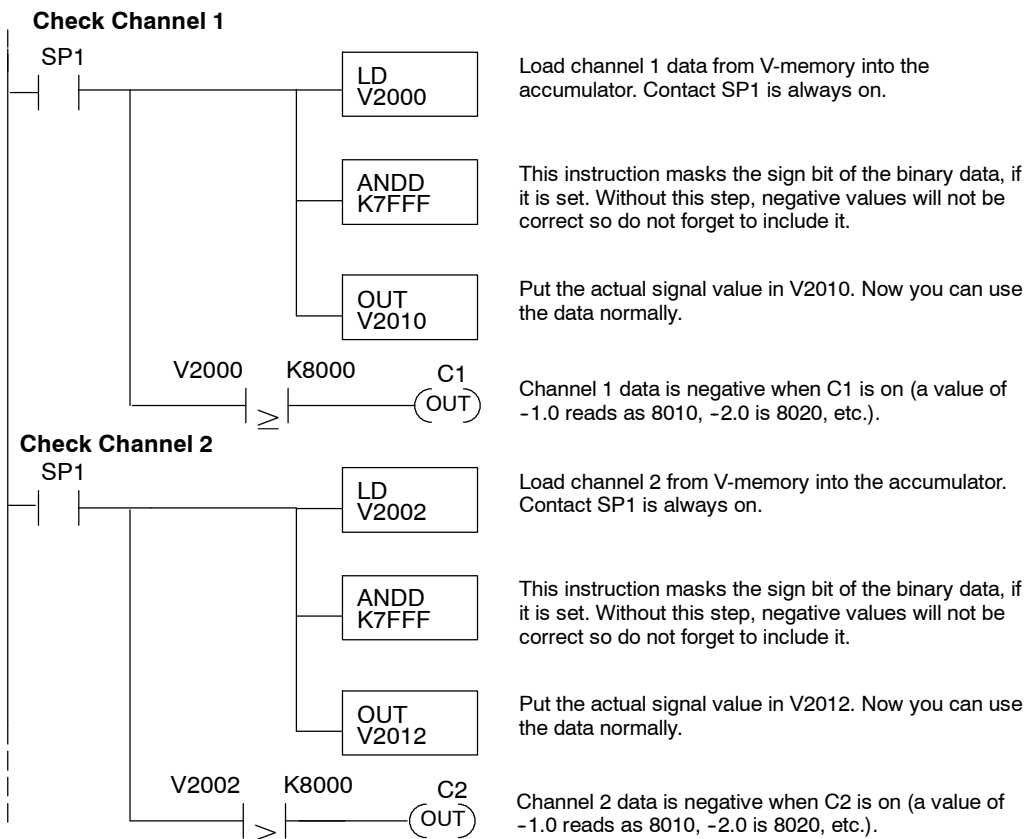 Check Channel 1
SP1
LD
V2000
Load channel 1 data from V-memory into the
accumulator. Contact SP1 is always on.
ANDD
K7FFF
This instruction masks the sign bit of the binary data, if
it is set. Without this step, negative values will not be
correct so do not forget to include it.
OUT
V2010
Put the actual signal value in V2010. Now you can use
the data normally.
V2000 K8000 C1
≥ OUT
Channel 1 data is negative when C1 is on (a value of
-1.0 reads as 8010, -2.0 is 8020, etc.).
Check Channel 2
SP1
LD
V2002
Load channel 2 from V-memory into the accumulator.
Contact SP1 is always on.
ANDD
K7FFF
This instruction masks the sign bit of the binary data, if
it is set. Without this step, negative values will not be
correct so do not forget to include it.
OUT
V2012
Put the actual signal value in V2012. Now you can use
the data normally.
V2002 K8000 C2
≥ OUT
Channel 2 data is negative when C2 is on (a value of
-1.0 reads as 8010, -2.0 is 8020, etc.).